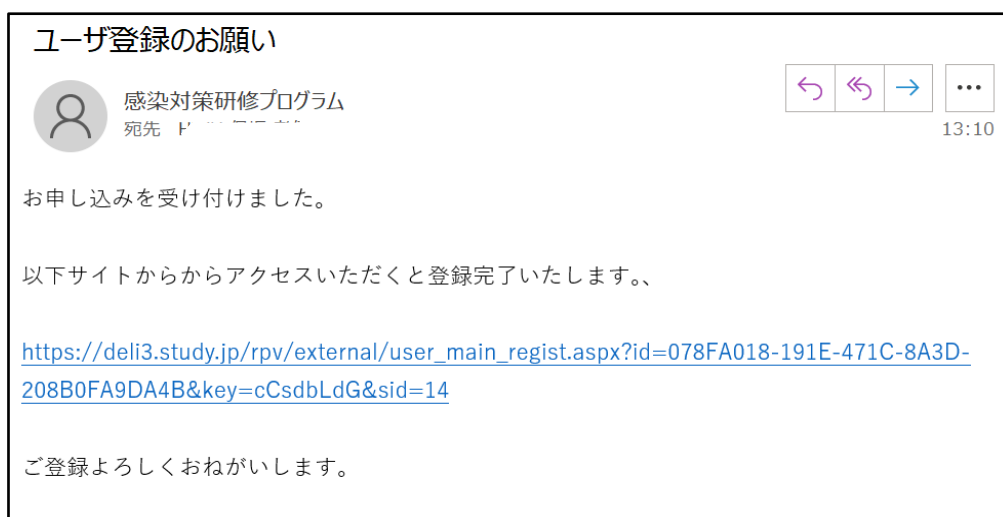 ユーザ登録のお願い
感染対策研修プログラム
宛先
13:10
お申し込みを受け付けました。
以下サイトからからアクセスいただくと登録完了いたします。、
https://deli3.study.jp/rpv/external/user_main_regist.aspx?id=078FA018-191E-471C-8A3D-
208B0FA9DA4B&key=cCsdbLdG&sid=14
ご登録よろしくおねがいします。